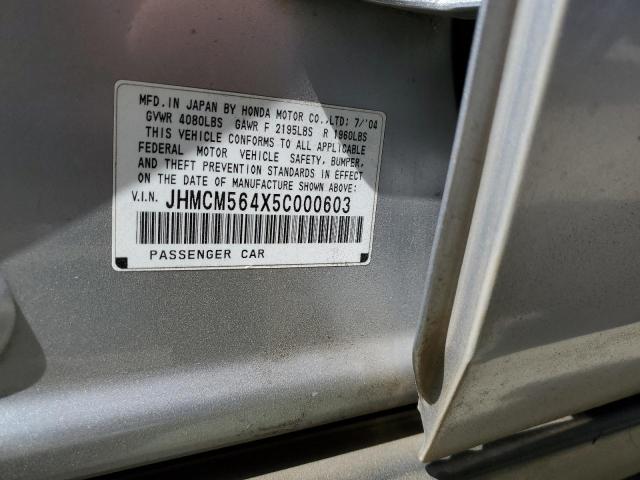 MFD. IN JAPAN BY HONDA MOTOR CO.,LTD; 7/'04
GVWR 4080LBS GAWR F 2195LBS R 1960LBS
THIS VEHICLE CONFORMS TO ALL APPLICABLE
FEDERAL MOTOR VEHICLE SAFETY, BUMPER,
AND THEFT PREVENTION STANDARDS IN EFFECT
ON THE DATE OF MANUFACTURE SHOWN ABOVE:
V.I.N. JHMCM564X5C000603
PASSENGER CAR